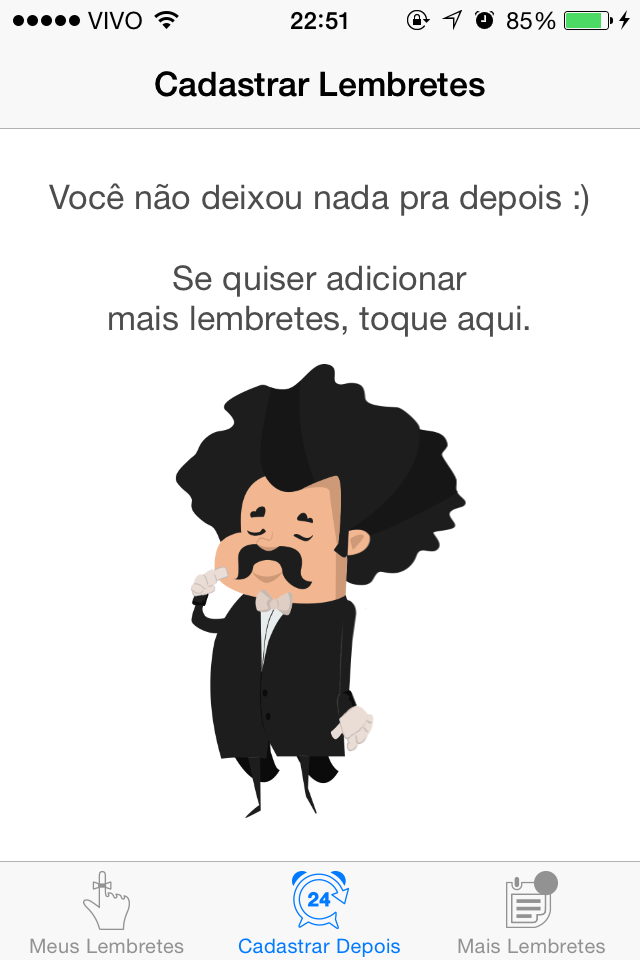 VIVO 22:51 85%
Cadastrar Lembretes
Você não deixou nada pra depois :)
Se quiser adicionar
mais lembretes, toque aqui.
24
Meus Lembretes Cadastrar Depois Mais Lembretes